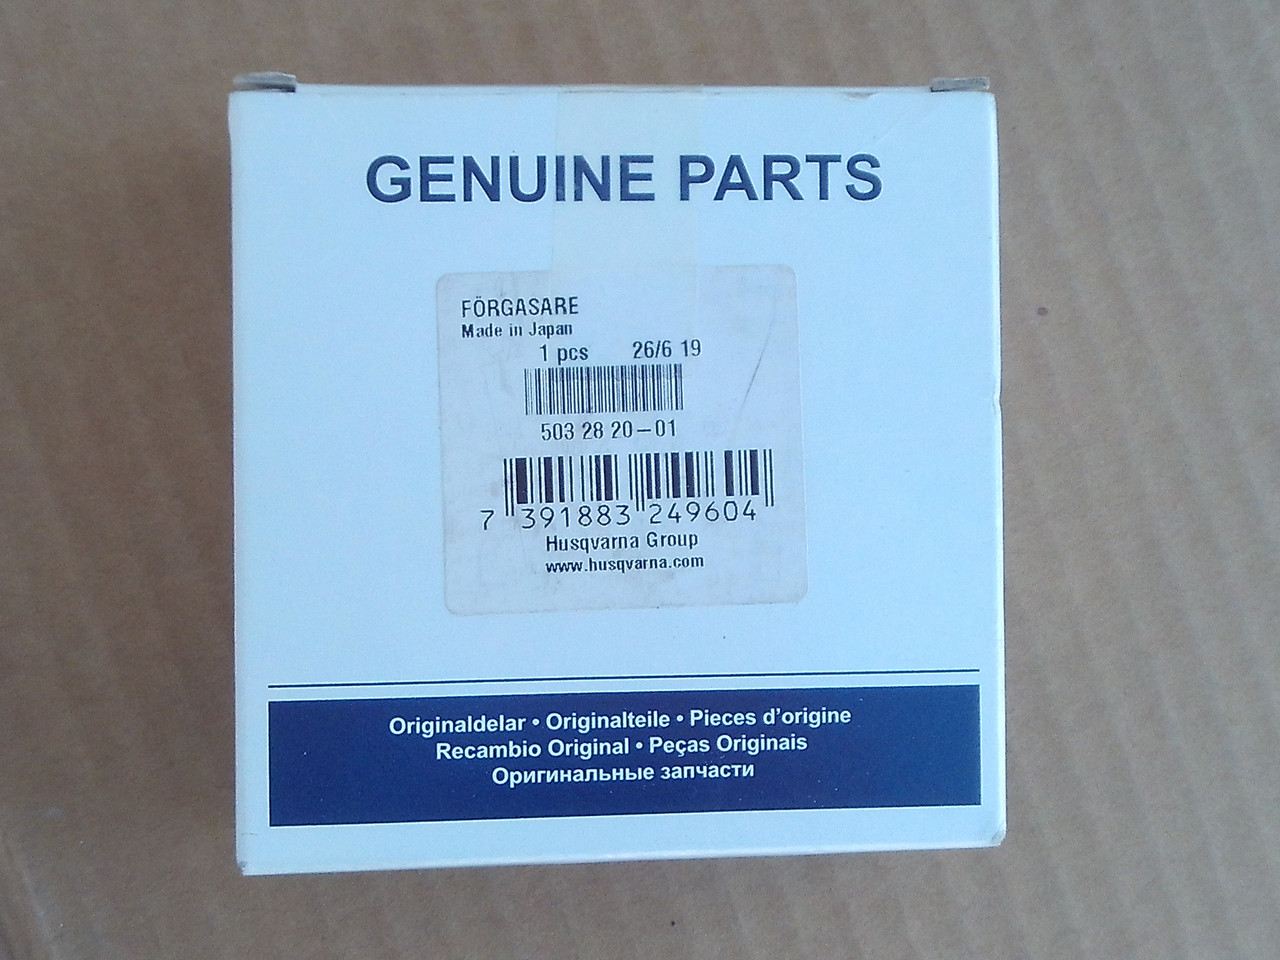 GENUINE PARTS
FÖRGASARE
Made in Japan
1 pcs 26/6 19
503 28 20-01
7 391883 249604
Husqvarna Group
www.husqvarna.com
Originaldelar • Originalteile • Pieces d'origine
Recambio Original • Peças Originais
Оригинальные запчасти